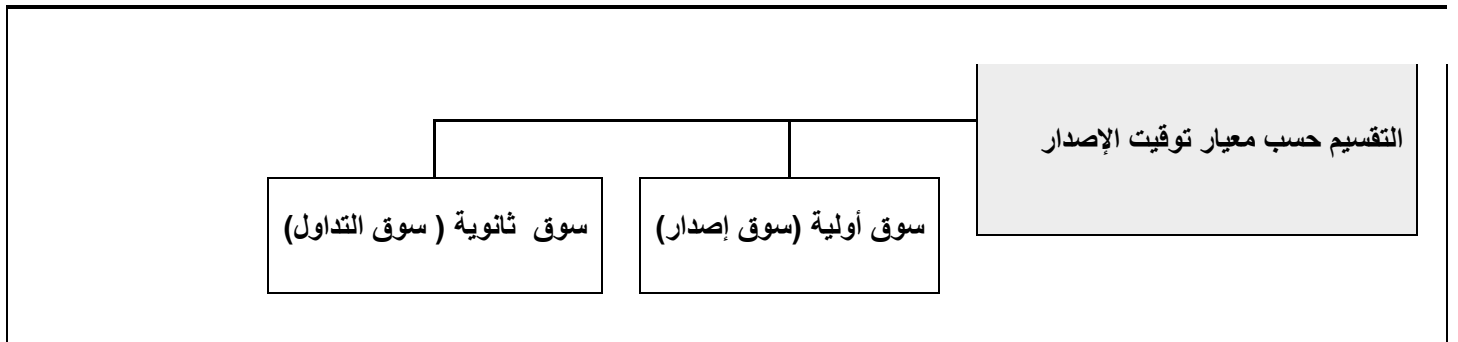 التقسيم حسب معيار توقيت الإصدار
سوق أولية (سوق إصدار)
سوق ثانوية ( سوق التداول)